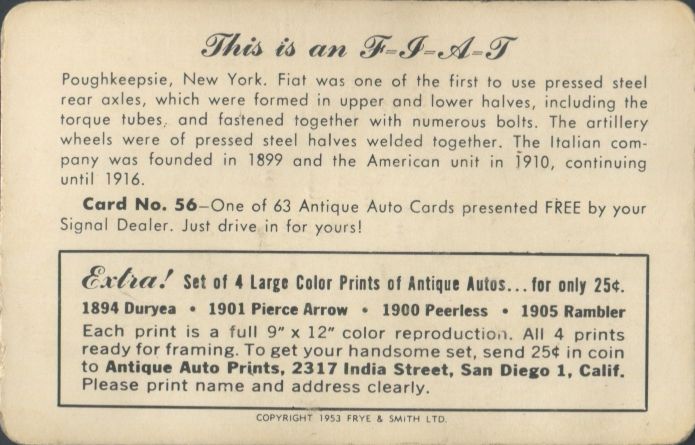 This is an F-I-A-T
Poughkeepsie, New York. Fiat was one of the first to use pressed steel
rear axles, which were formed in upper and lower halves, including the
torque tubes, and fastened together with numerous bolts. The artillery
wheels were of pressed steel halves welded together. The Italian com-
pany was founded in 1899 and the American unit in 1910, continuing
until 1916.
Card No. 56—One of 63 Antique Auto Cards presented FREE by your
Signal Dealer. Just drive in for yours!
Extra! Set of 4 Large Color Prints of Antique Autos...for only 25¢.
1894 Duryea • 1901 Pierce Arrow • 1900 Peerless • 1905 Rambler
Each print is a full 9" x 12" color reproduction. All 4 prints
ready for framing. To get your handsome set, send 25¢ in coin
to Antique Auto Prints, 2317 India Street, San Diego 1, Calif.
Please print name and address clearly.
COPYRIGHT 1953 FRYE & SMITH LTD.